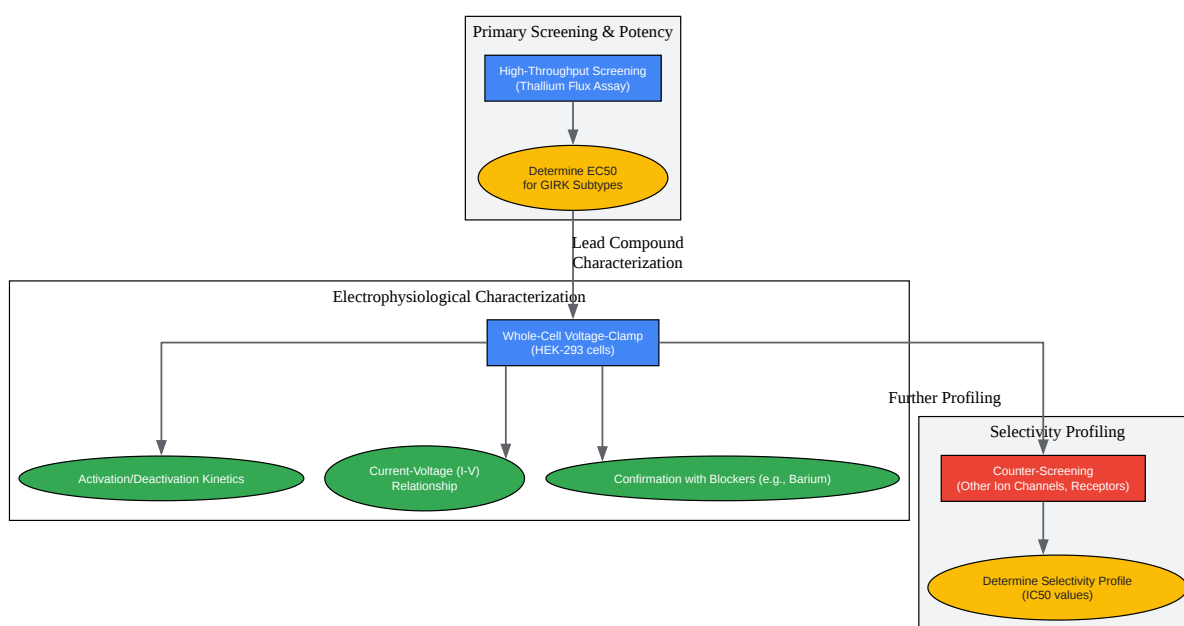 Primary Screening & Potency
High-Throughput Screening
(Thallium Flux Assay)
Determine EC50
for GIRK Subtypes
Lead Compound
Characterization
Electrophysiological Characterization
Whole-Cell Voltage-Clamp
(HEK-293 cells)
Further Profiling
Activation/Deactivation Kinetics
Current-Voltage (I-V)
Relationship
Confirmation with Blockers (e.g., Barium)
Selectivity Profiling
Counter-Screening
(Other Ion Channels, Receptors)
Determine Selectivity Profile
(IC50 values)